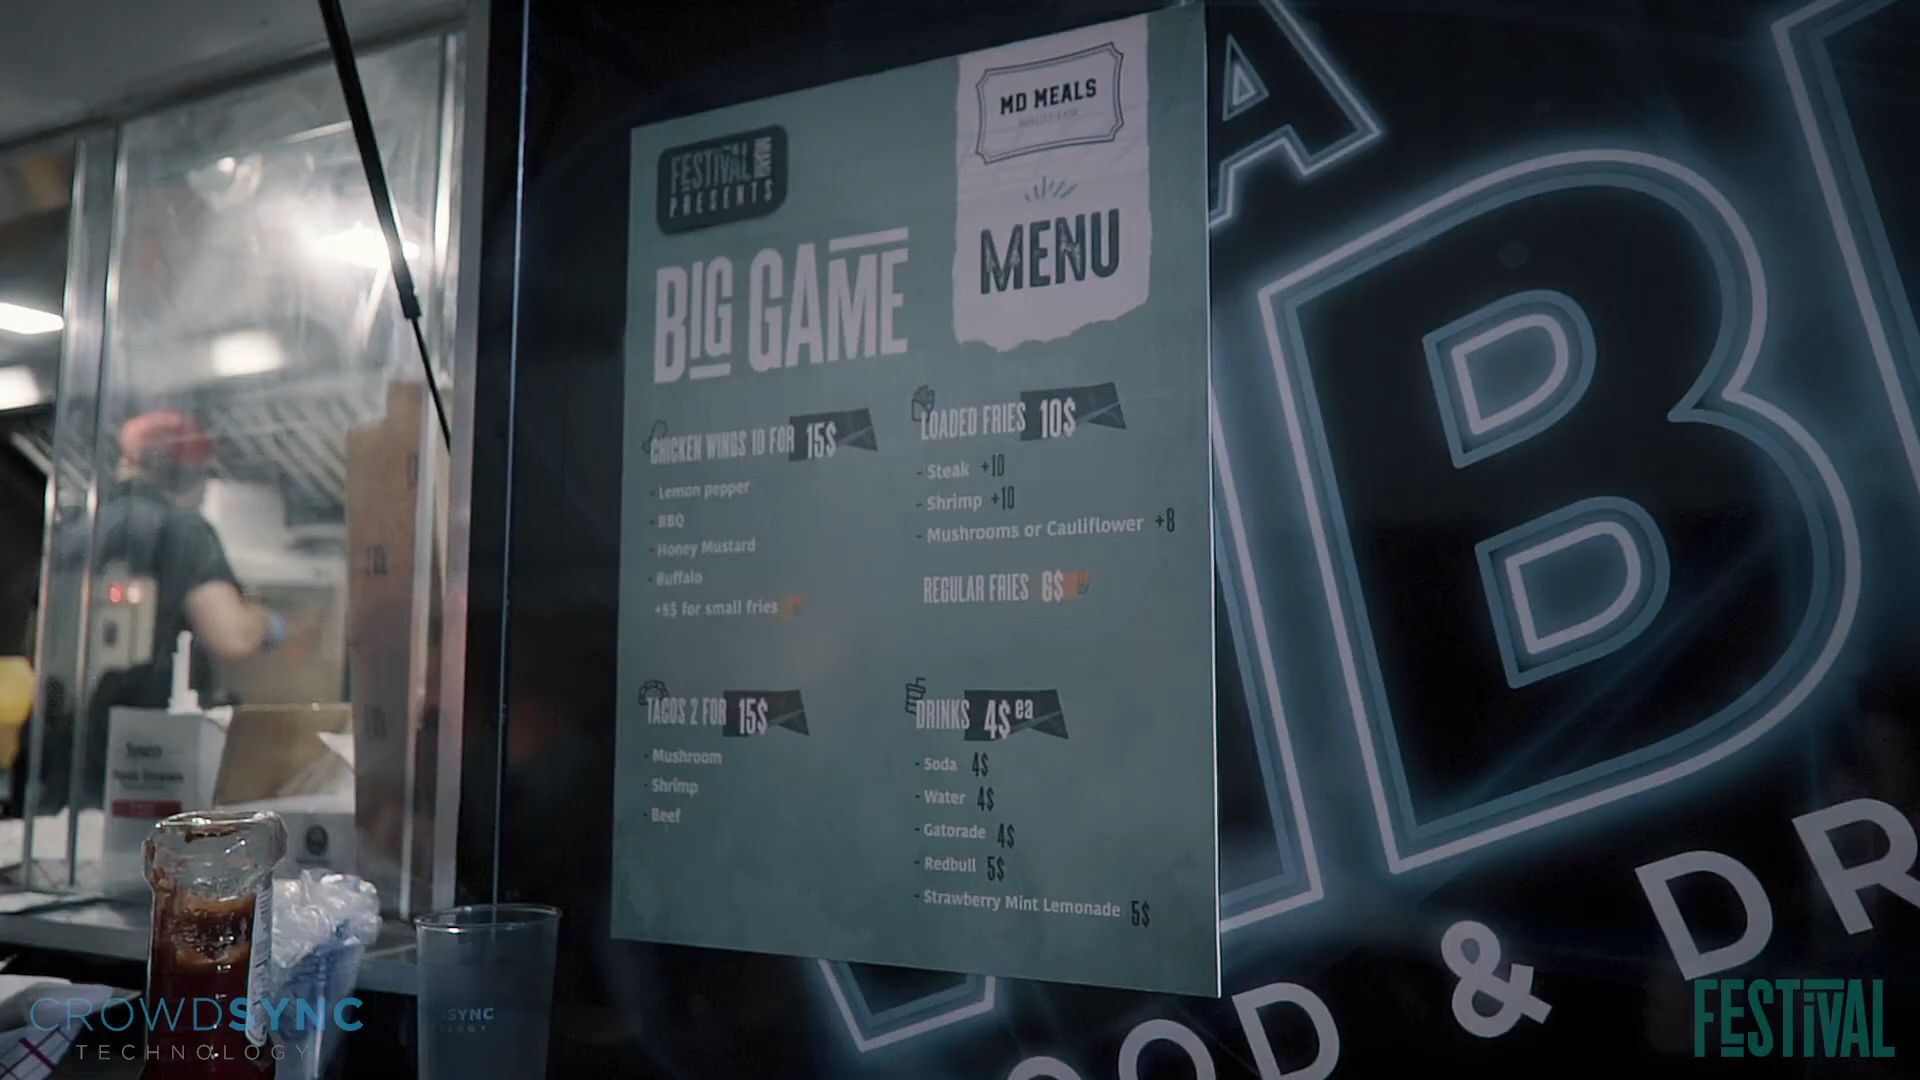 MD MEALS
MENU
FESTIVAL MIAMI
PRESENTS
BIG GAME
CHICKEN WINGS 10 FOR 15$
- Lemon pepper
- BBQ
- Honey Mustard
- Buffalo
+5$ for small fries
LOADED FRIES 10$
- Steak +10
- Shrimp +10
- Mushrooms or Cauliflower +8
REGULAR FRIES 6$
TACOS 2 FOR 15$
- Mushroom
- Shrimp
- Beef
DRINKS 4$ ea
- Soda 4$
- Water 4$
- Gatorade 4$
- Redbull 5$
- Strawberry Mint Lemonade 5$
A
B
OOD & DR
SYNC
OLOGY
CROWDSYNC
TECHNOLOGY
FESTIVAL